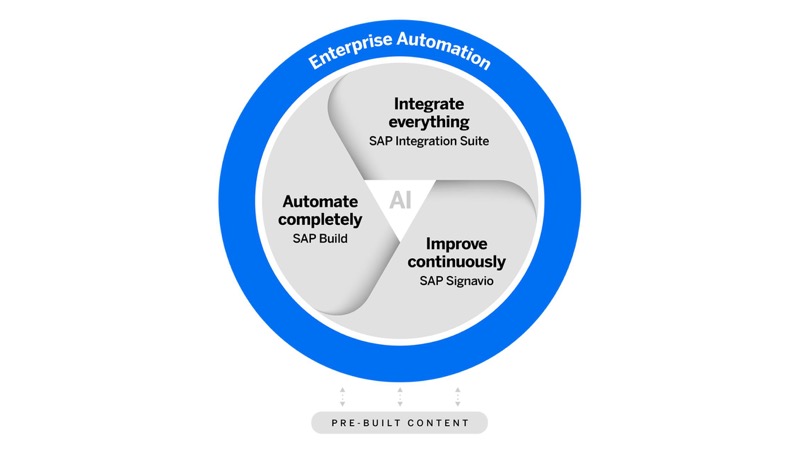 Enterprise Automation
Integrate
everything
SAP Integration Suite
AI
Automate
completely
SAP Build
Improve
continuously
SAP Signavio
PRE-BUILT CONTENT